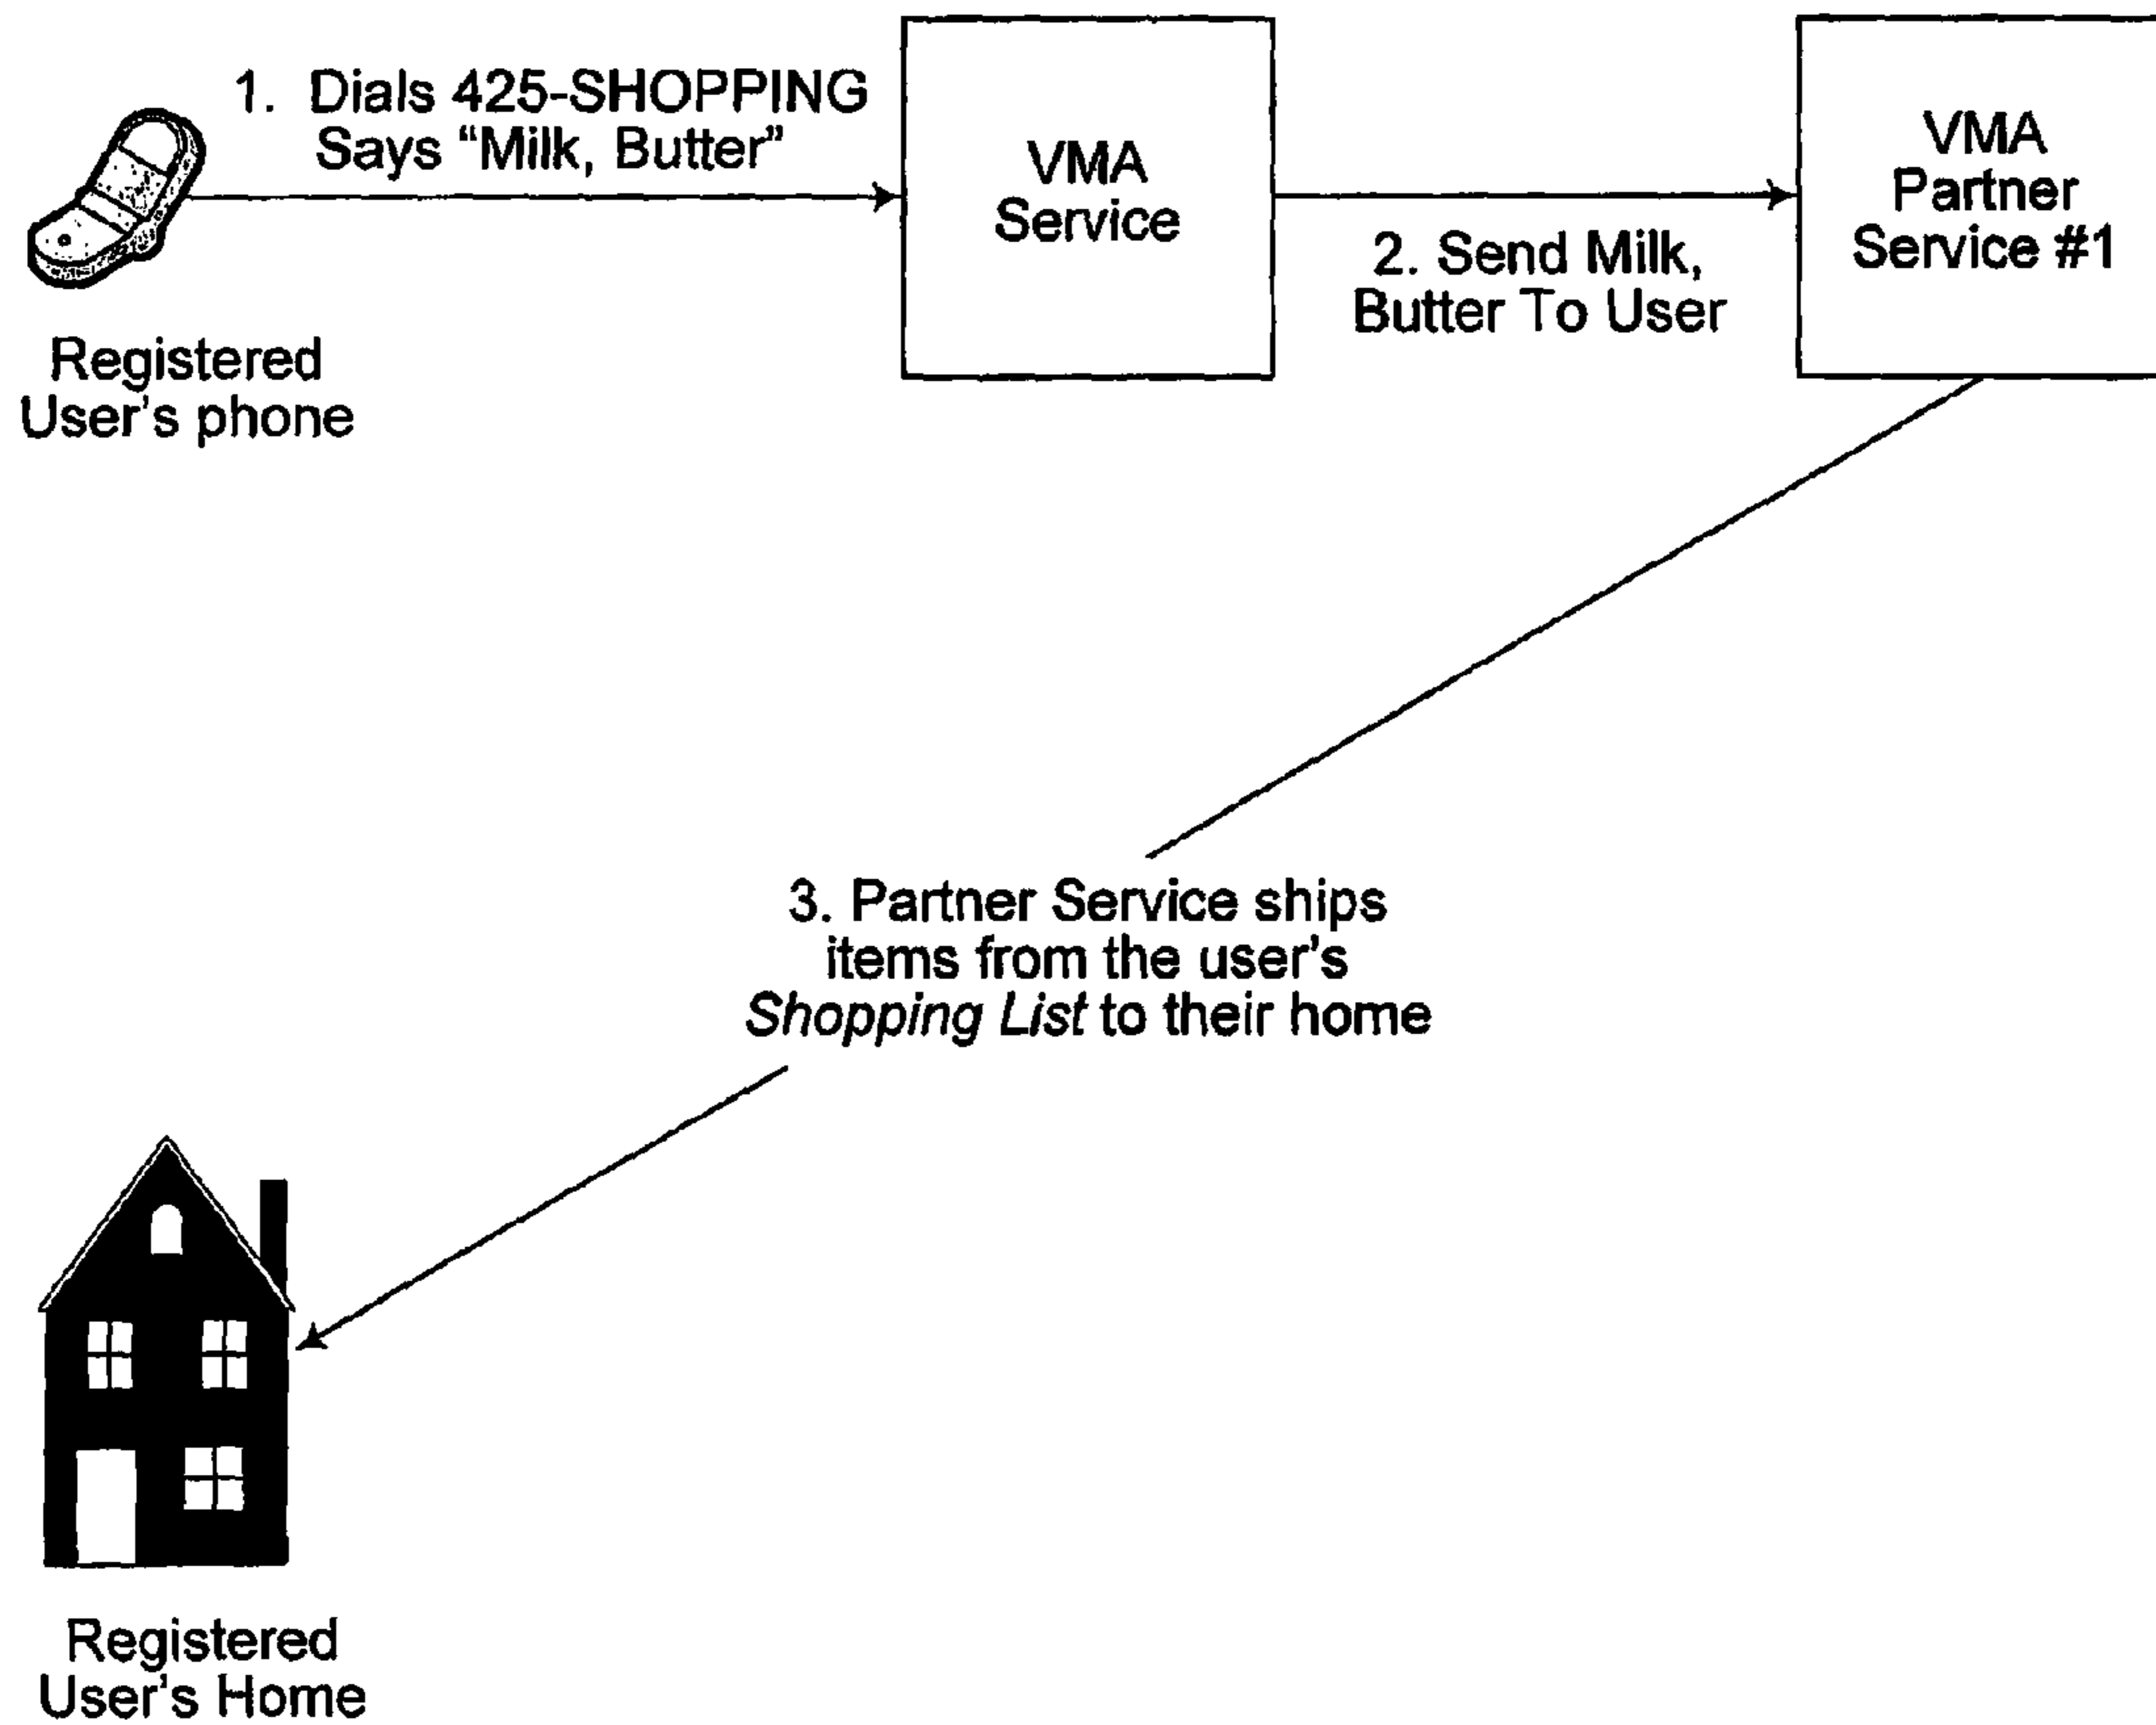 1. Dials 425-SHOPPING
Says “Milk, Butter”
Registered
User's phone
VMA
Service
2. Send Milk,
Butter To User
VMA
Partner
Service #1
3. Partner Service ships
items from the user's
Shopping List to their home
Registered
User's Home